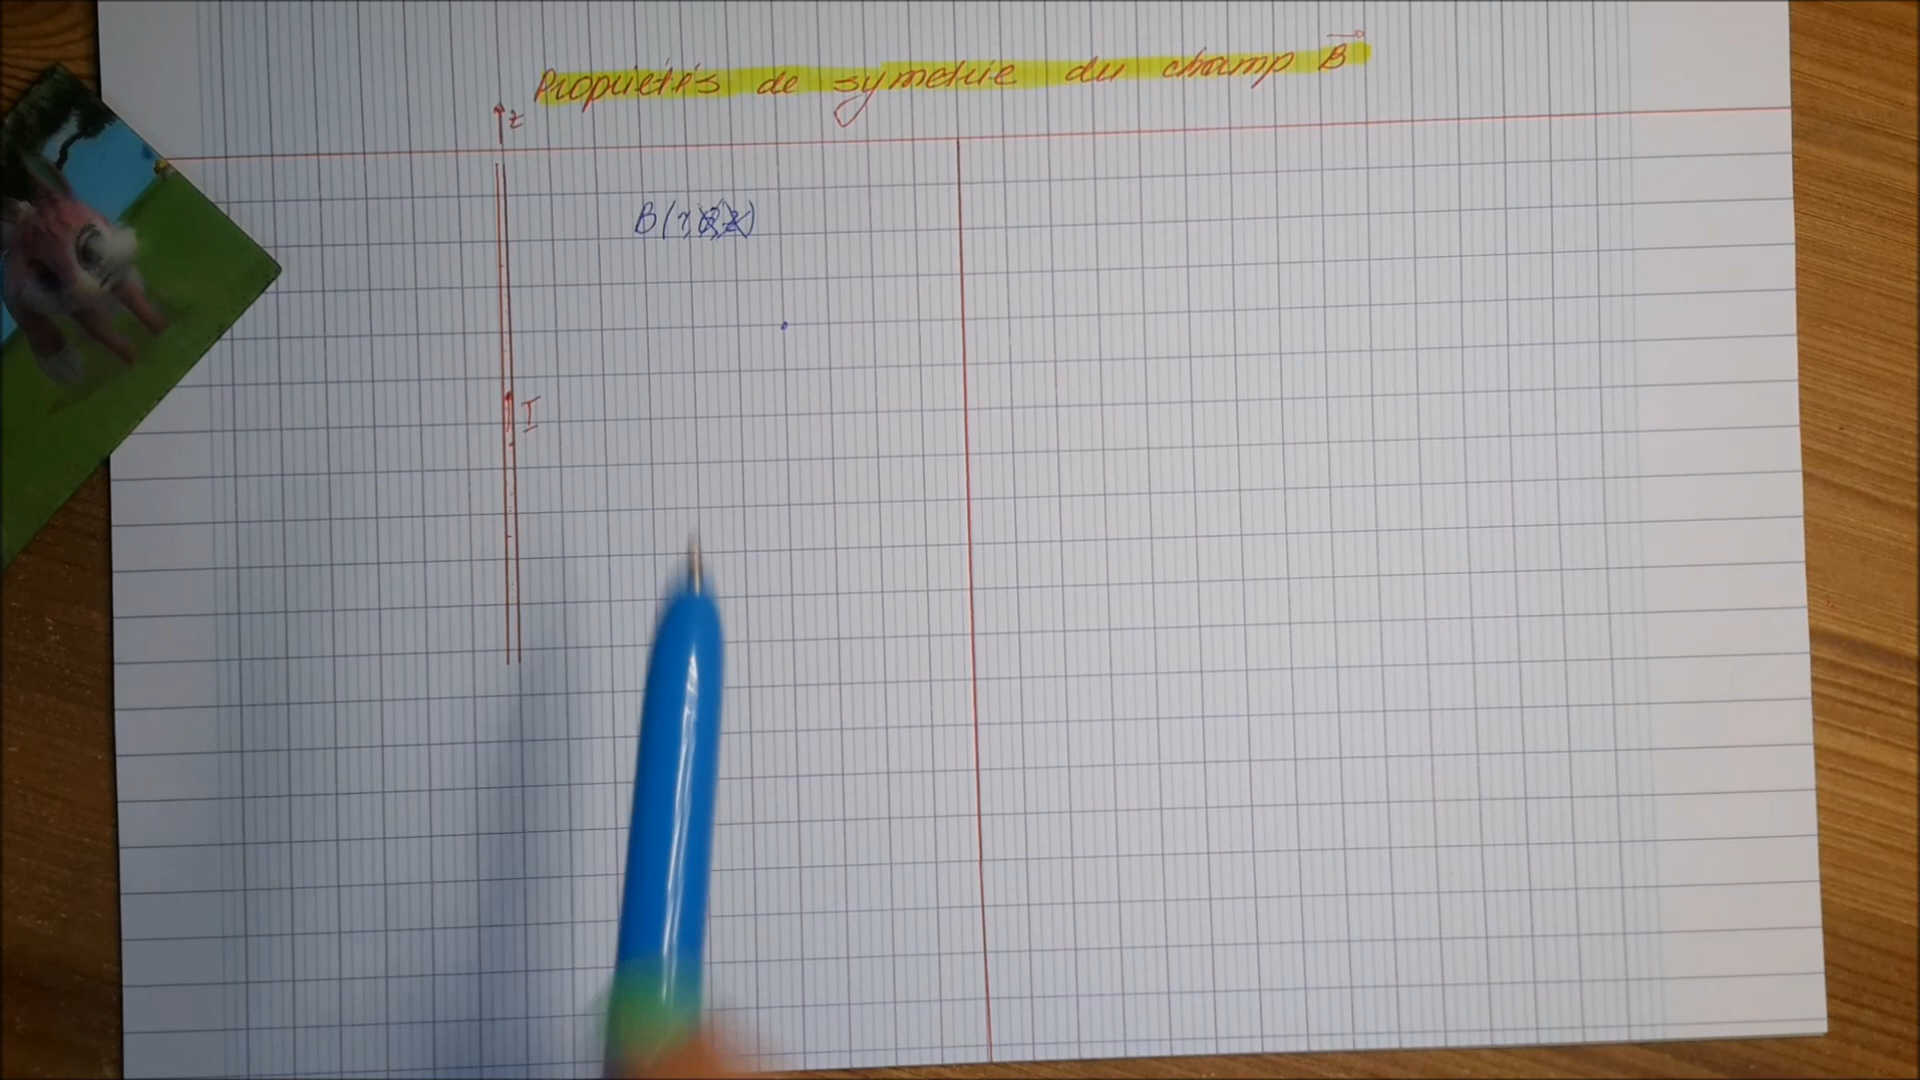 Propriétés de symétrie du champ B
z
B(r,θ,z)
I